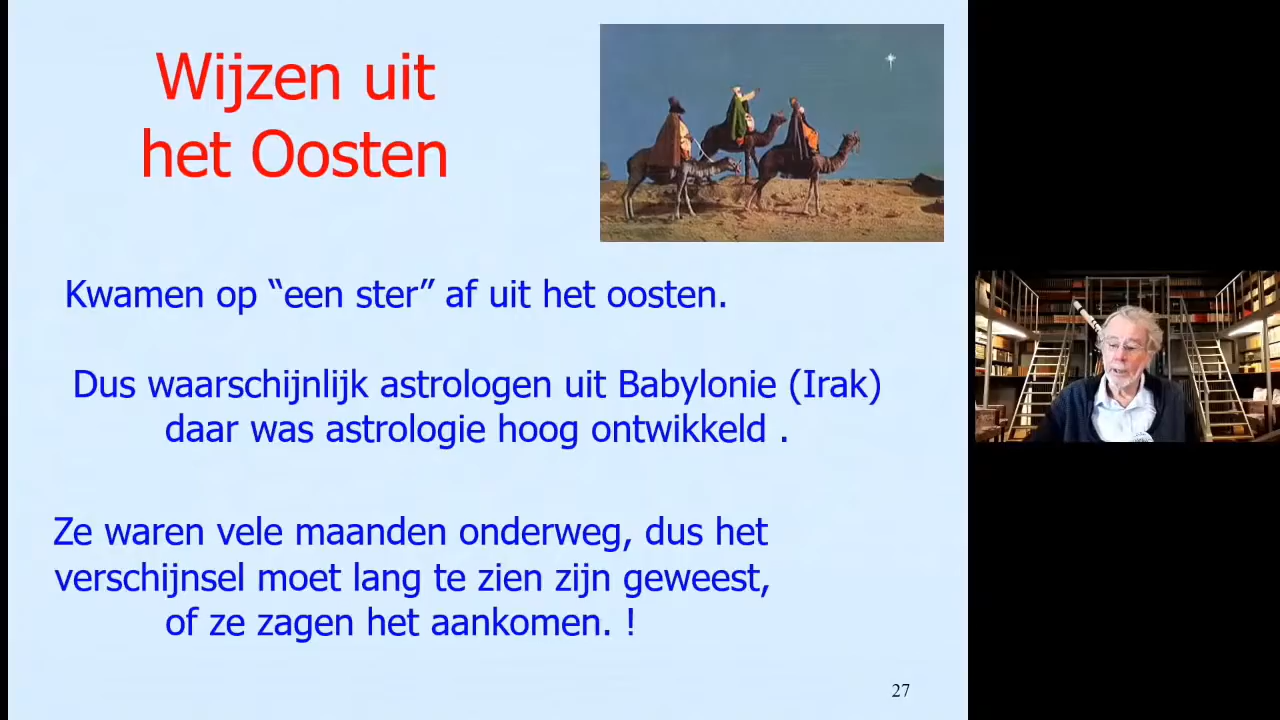 Wijzen uit
het Oosten
Kwamen op “een ster” af uit het oosten.
Dus waarschijnlijk astrologen uit Babylonie (Irak)
daar was astrologie hoog ontwikkeld .
Ze waren vele maanden onderweg, dus het
verschijnsel moet lang te zien zijn geweest,
of ze zagen het aankomen. !
27